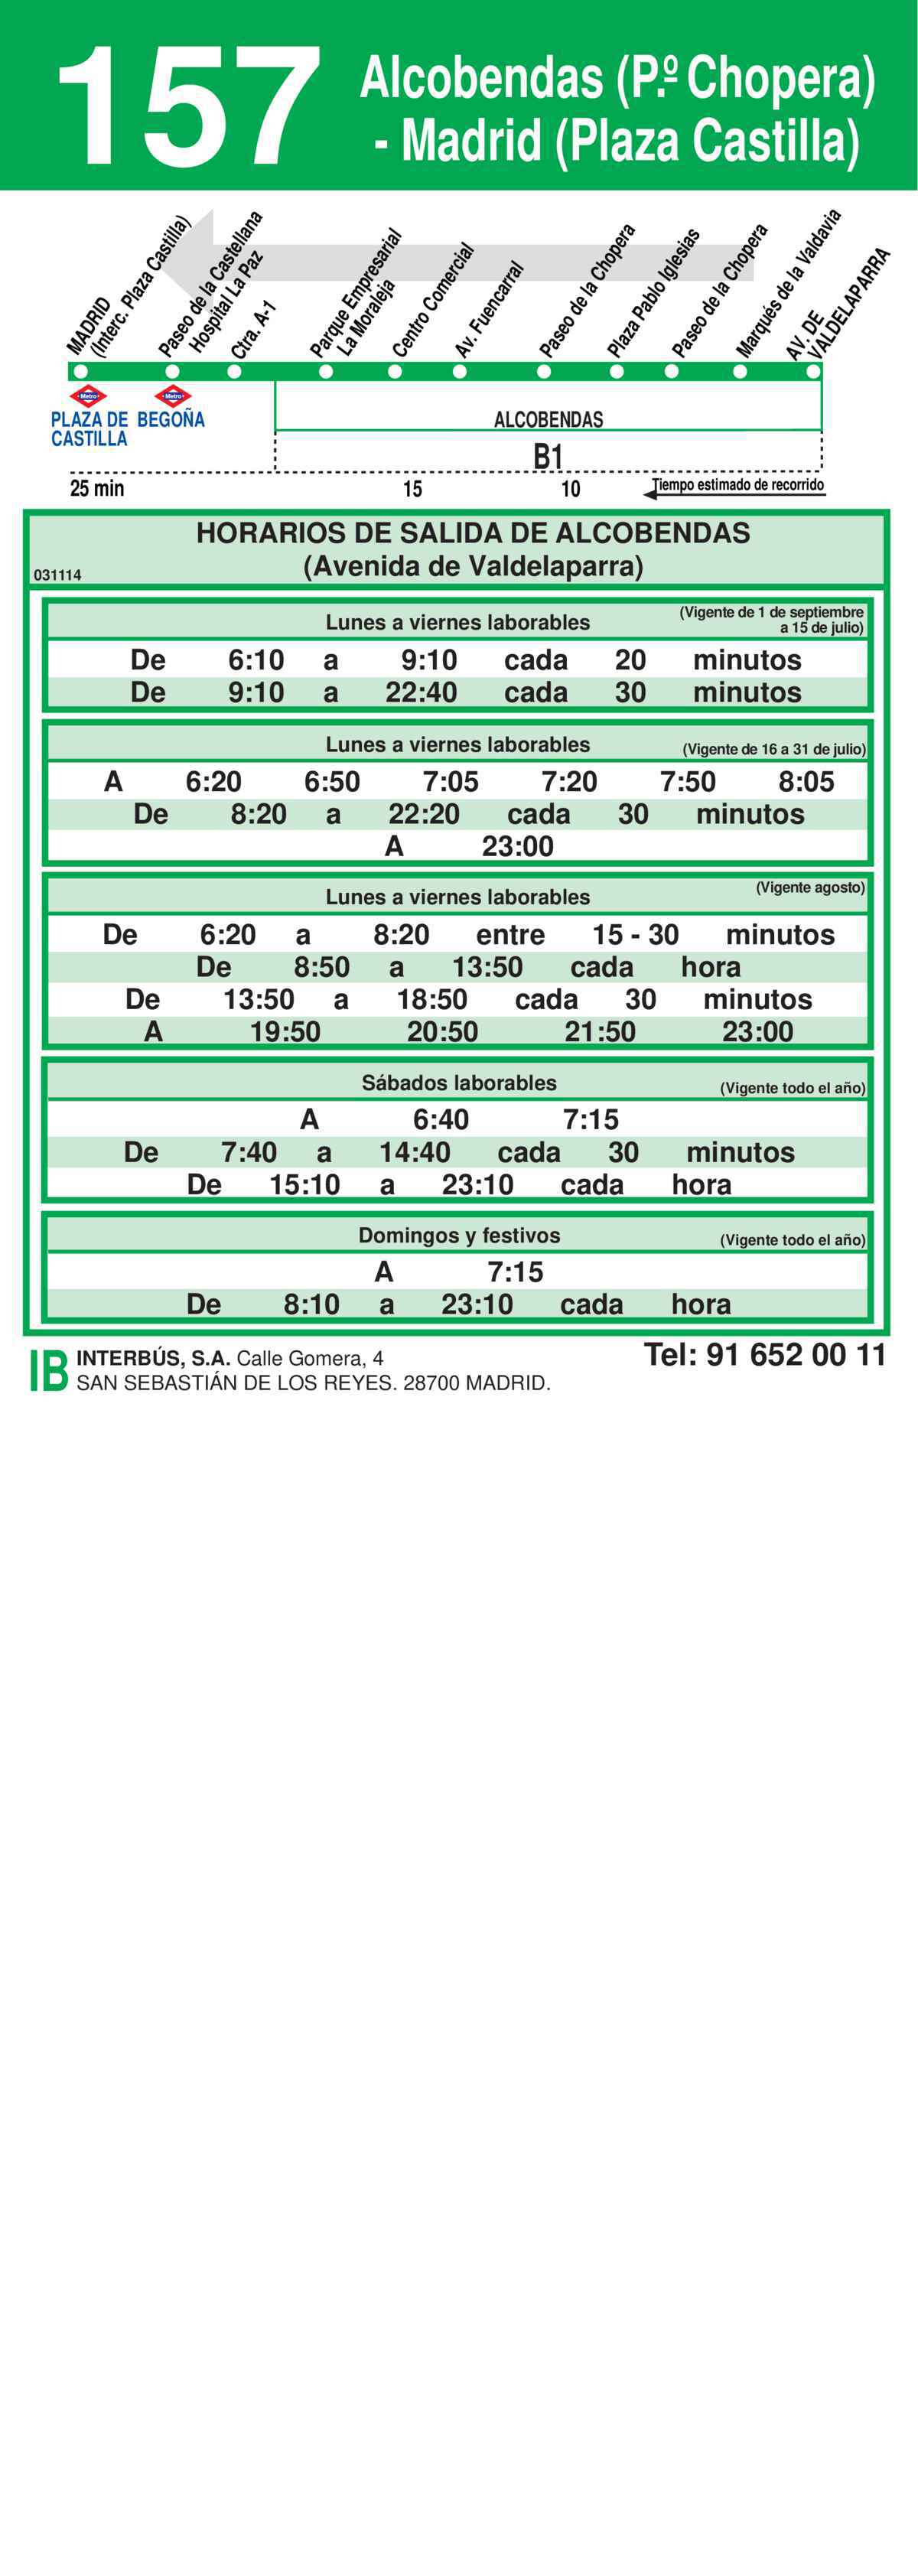 157
Alcobendas (P.º Chopera)
- Madrid (Plaza Castilla)
MADRID
(Interc. Plaza Castilla)
Paseo de la Castellana
Hospital La Paz
Ctra. A-1
Parque Empresarial
La Moraleja
Centro Comercial
Av. Fuencarral
Paseo de la Chopera
Plaza Pablo Iglesias
Paseo de la Chopera
Marqués de la Valdavia
AV. DE
VALDELAPARRA
Metro
Metro
PLAZA DE
CASTILLA
BEGOÑA
ALCOBENDAS
B1
25 min 15 10 Tiempo estimado de recorrido
HORARIOS DE SALIDA DE ALCOBENDAS
(Avenida de Valdelaparra)
031114
Lunes a viernes laborables (Vigente de 1 de septiembre
a 15 de julio)
De 6:10 a 9:10 cada 20 minutos
De 9:10 a 22:40 cada 30 minutos
Lunes a viernes laborables (Vigente de 16 a 31 de julio)
A 6:20 6:50 7:05 7:20 7:50 8:05
De 8:20 a 22:20 cada 30 minutos
A 23:00
Lunes a viernes laborables (Vigente agosto)
De 6:20 a 8:20 entre 15 - 30 minutos
De 8:50 a 13:50 cada hora
De 13:50 a 18:50 cada 30 minutos
A 19:50 20:50 21:50 23:00
Sábados laborables (Vigente todo el año)
A 6:40 7:15
De 7:40 a 14:40 cada 30 minutos
De 15:10 a 23:10 cada hora
Domingos y festivos (Vigente todo el año)
A 7:15
De 8:10 a 23:10 cada hora
IB
INTERBÚS, S.A. Calle Gomera, 4
SAN SEBASTIÁN DE LOS REYES. 28700 MADRID.
Tel: 91 652 00 11